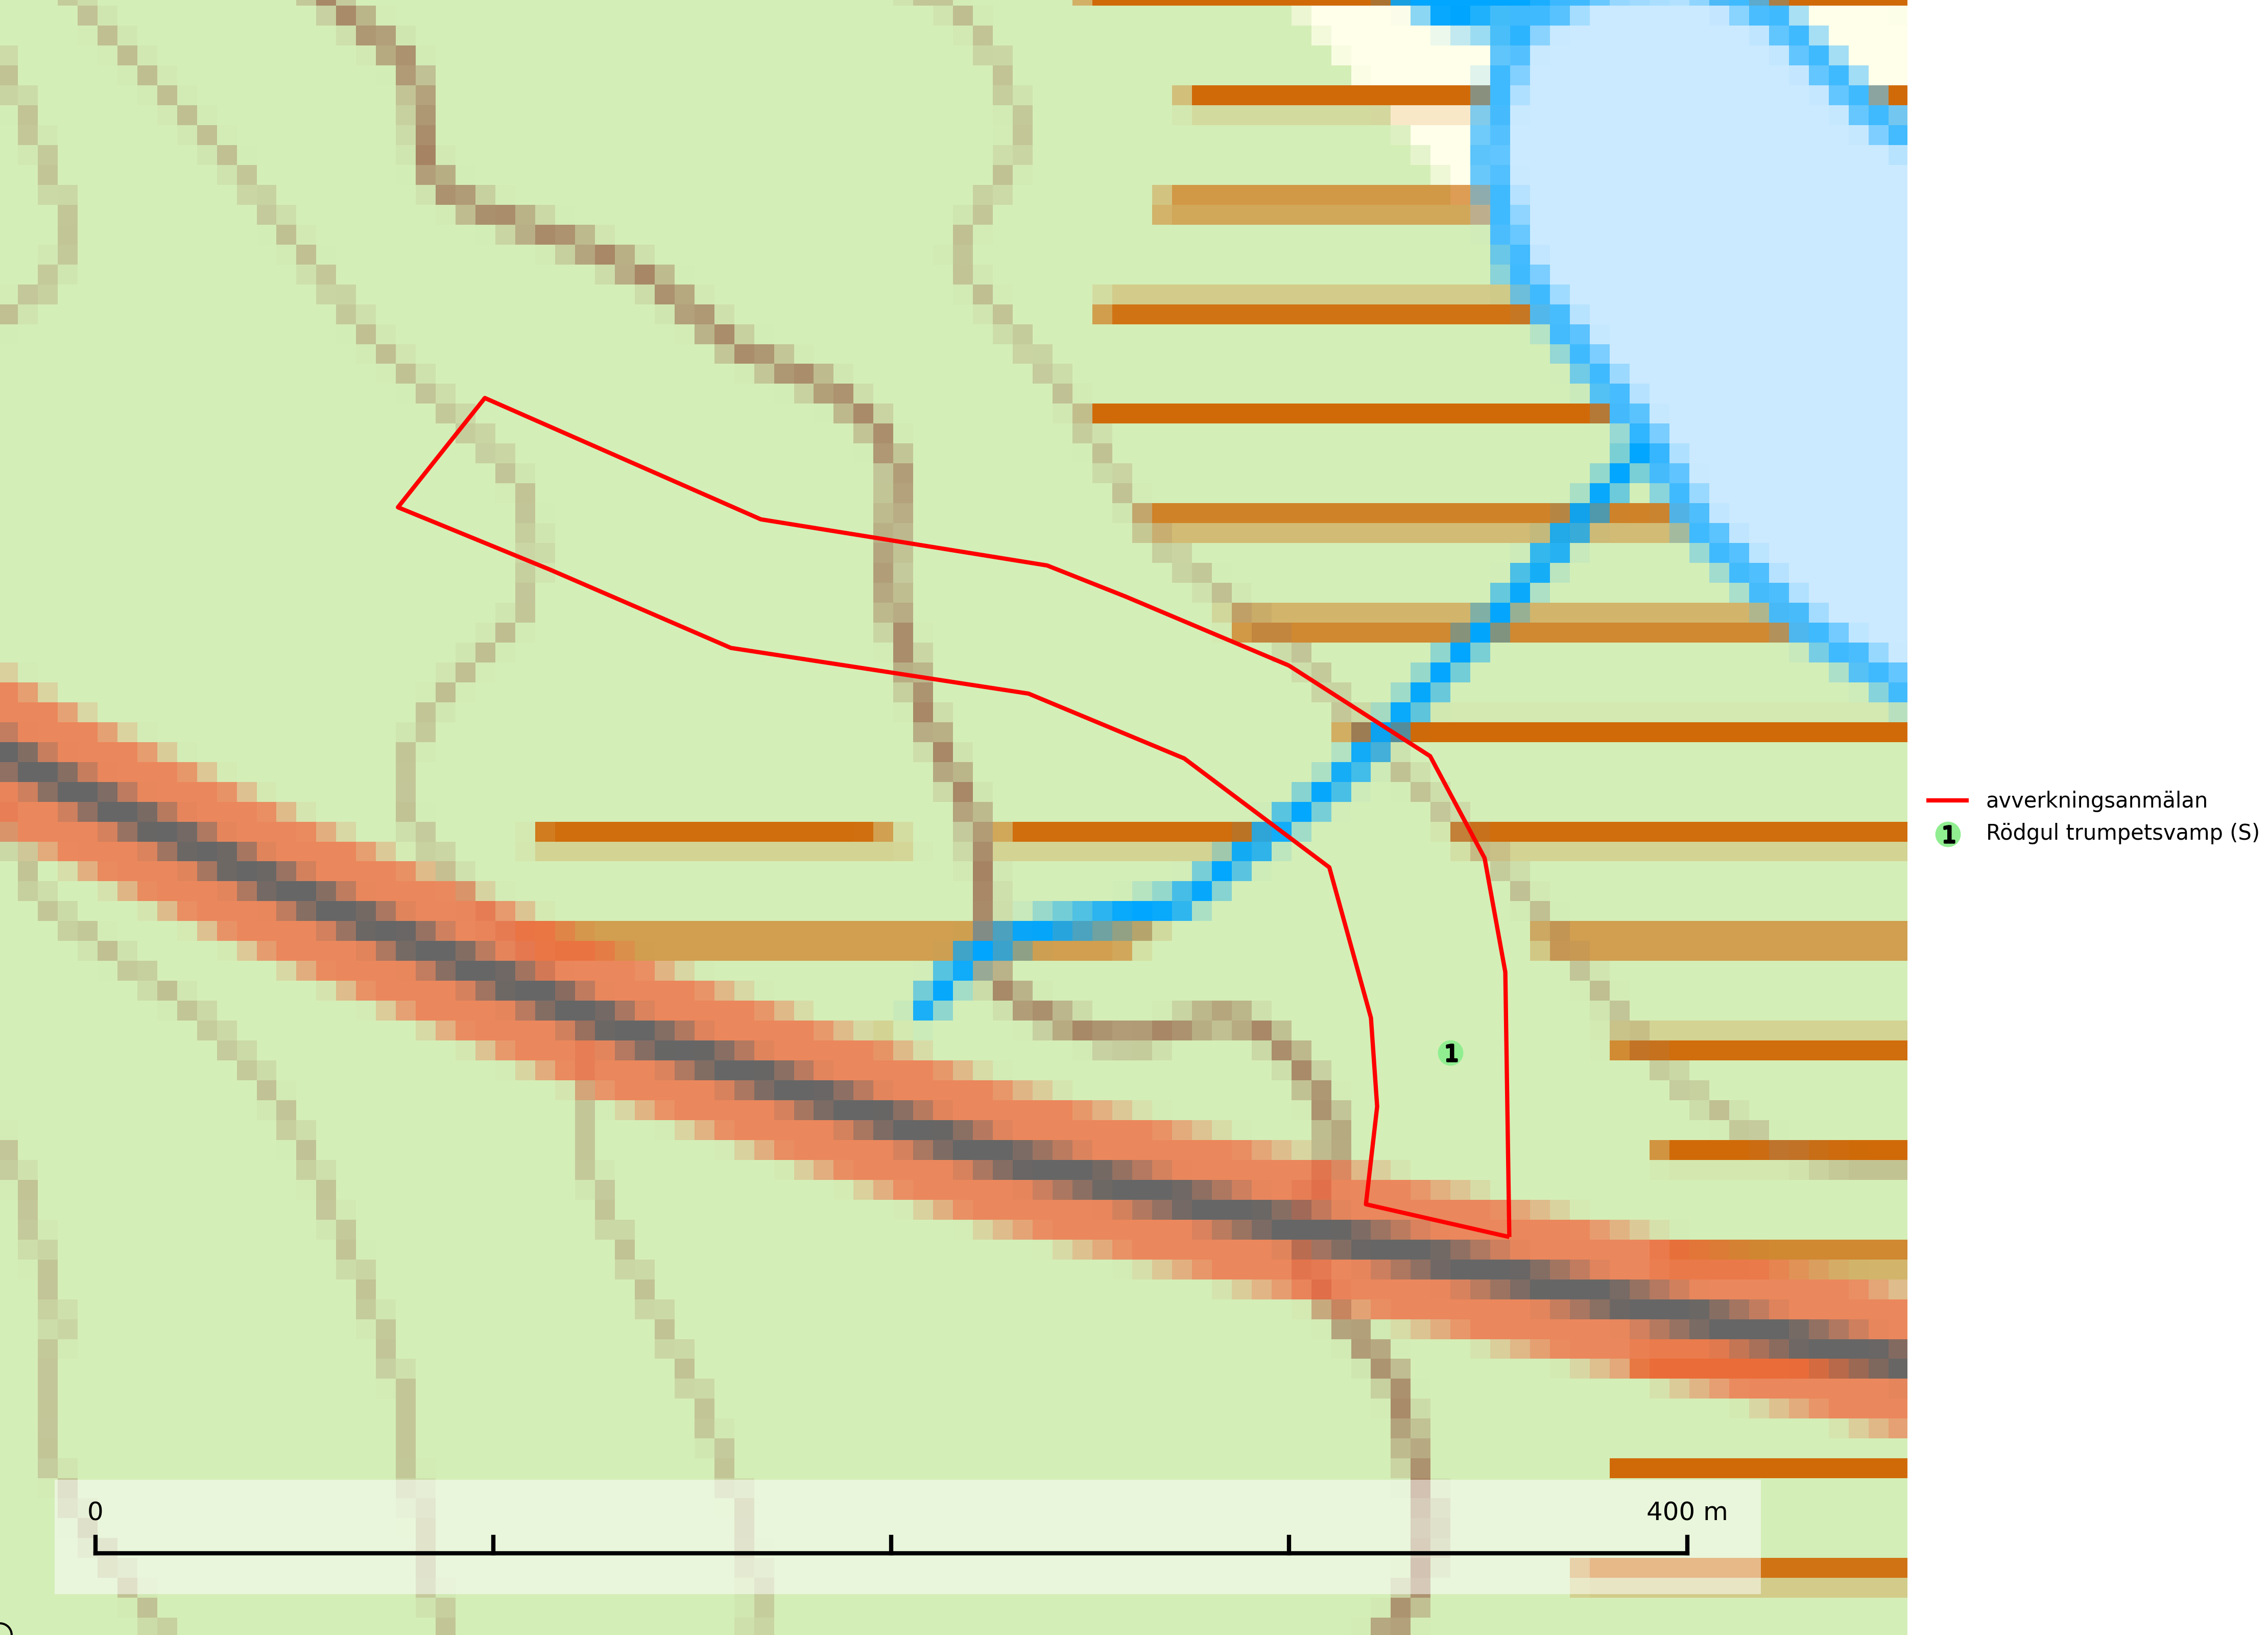 avverkningsanmälan
1 Rödgul trumpetsvamp (S)
1
0 400 m